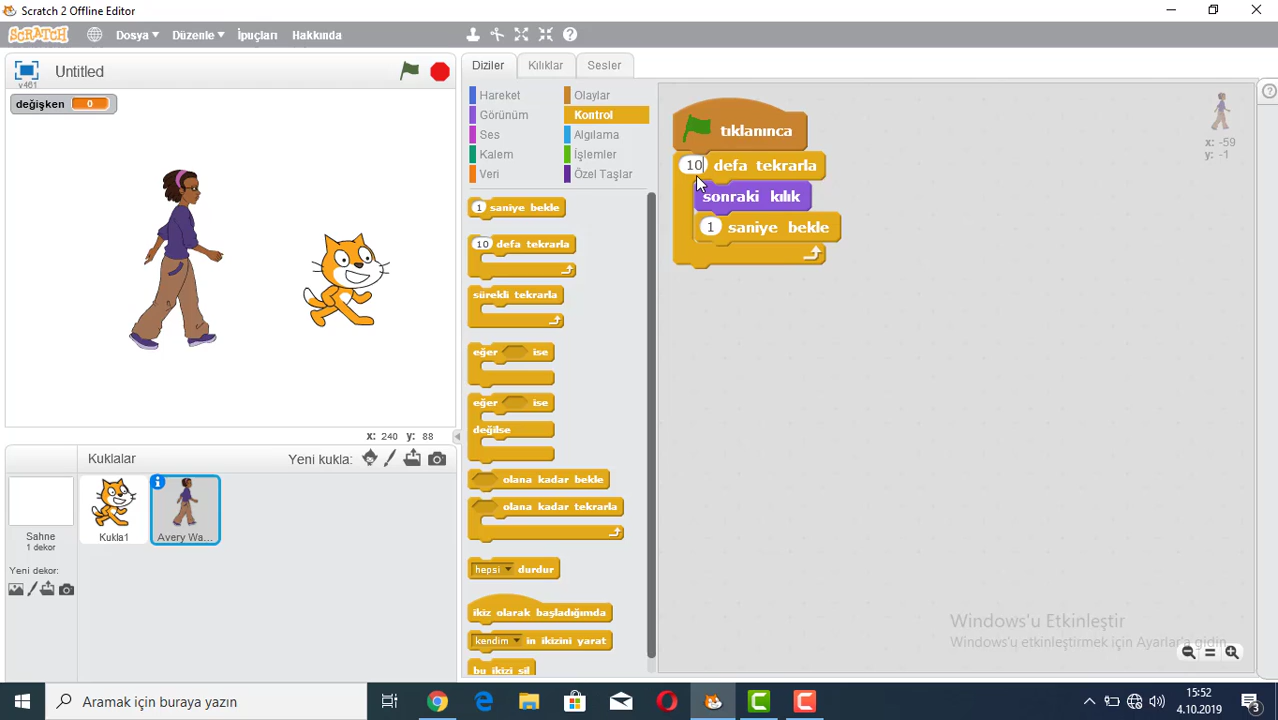 Scratch 2 Offline Editor
SCRATCH Dosya Düzenle İpuçları Hakkında
v461 Untitled
değişken 0
x: 240 y: 88
Kuklalar Yeni kukla:
Sahne
1 dekor
Yeni dekor:
Kukla1
Avery Wa...
Diziler Kılıklar Sesler
Hareket Olaylar
Görünüm Kontrol
Ses Algılama
Kalem İşlemler
Veri Özel Taşlar
1 saniye bekle
10 defa tekrarla
sürekli tekrarla
eğer ise
eğer ise
değilse
olana kadar bekle
olana kadar tekrarla
hepsi durdur
ikiz olarak başladığımda
kendim in ikizini yarat
bu ikizi sil
tıklanınca
10 defa tekrarla
sonraki kılık
1 saniye bekle
x: -59
y: -1
Windows'u Etkinleştir
Windows'u etkinleştirmek için Ayarlar'a gidin.
Aramak için buraya yazın
15:52
4.10.2019
3